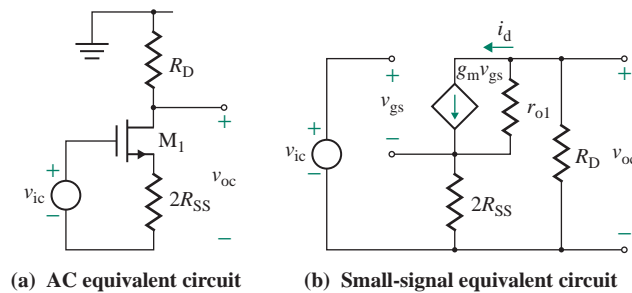 R_D
+
M_1
+
v_ic
−
2R_SS
v_oc
−
(a) AC equivalent circuit
i_d
+
g_m v_gs
+
v_gs
r_o1
−
+
v_ic
−
2R_SS
R_D
v_oc
−
(b) Small-signal equivalent circuit